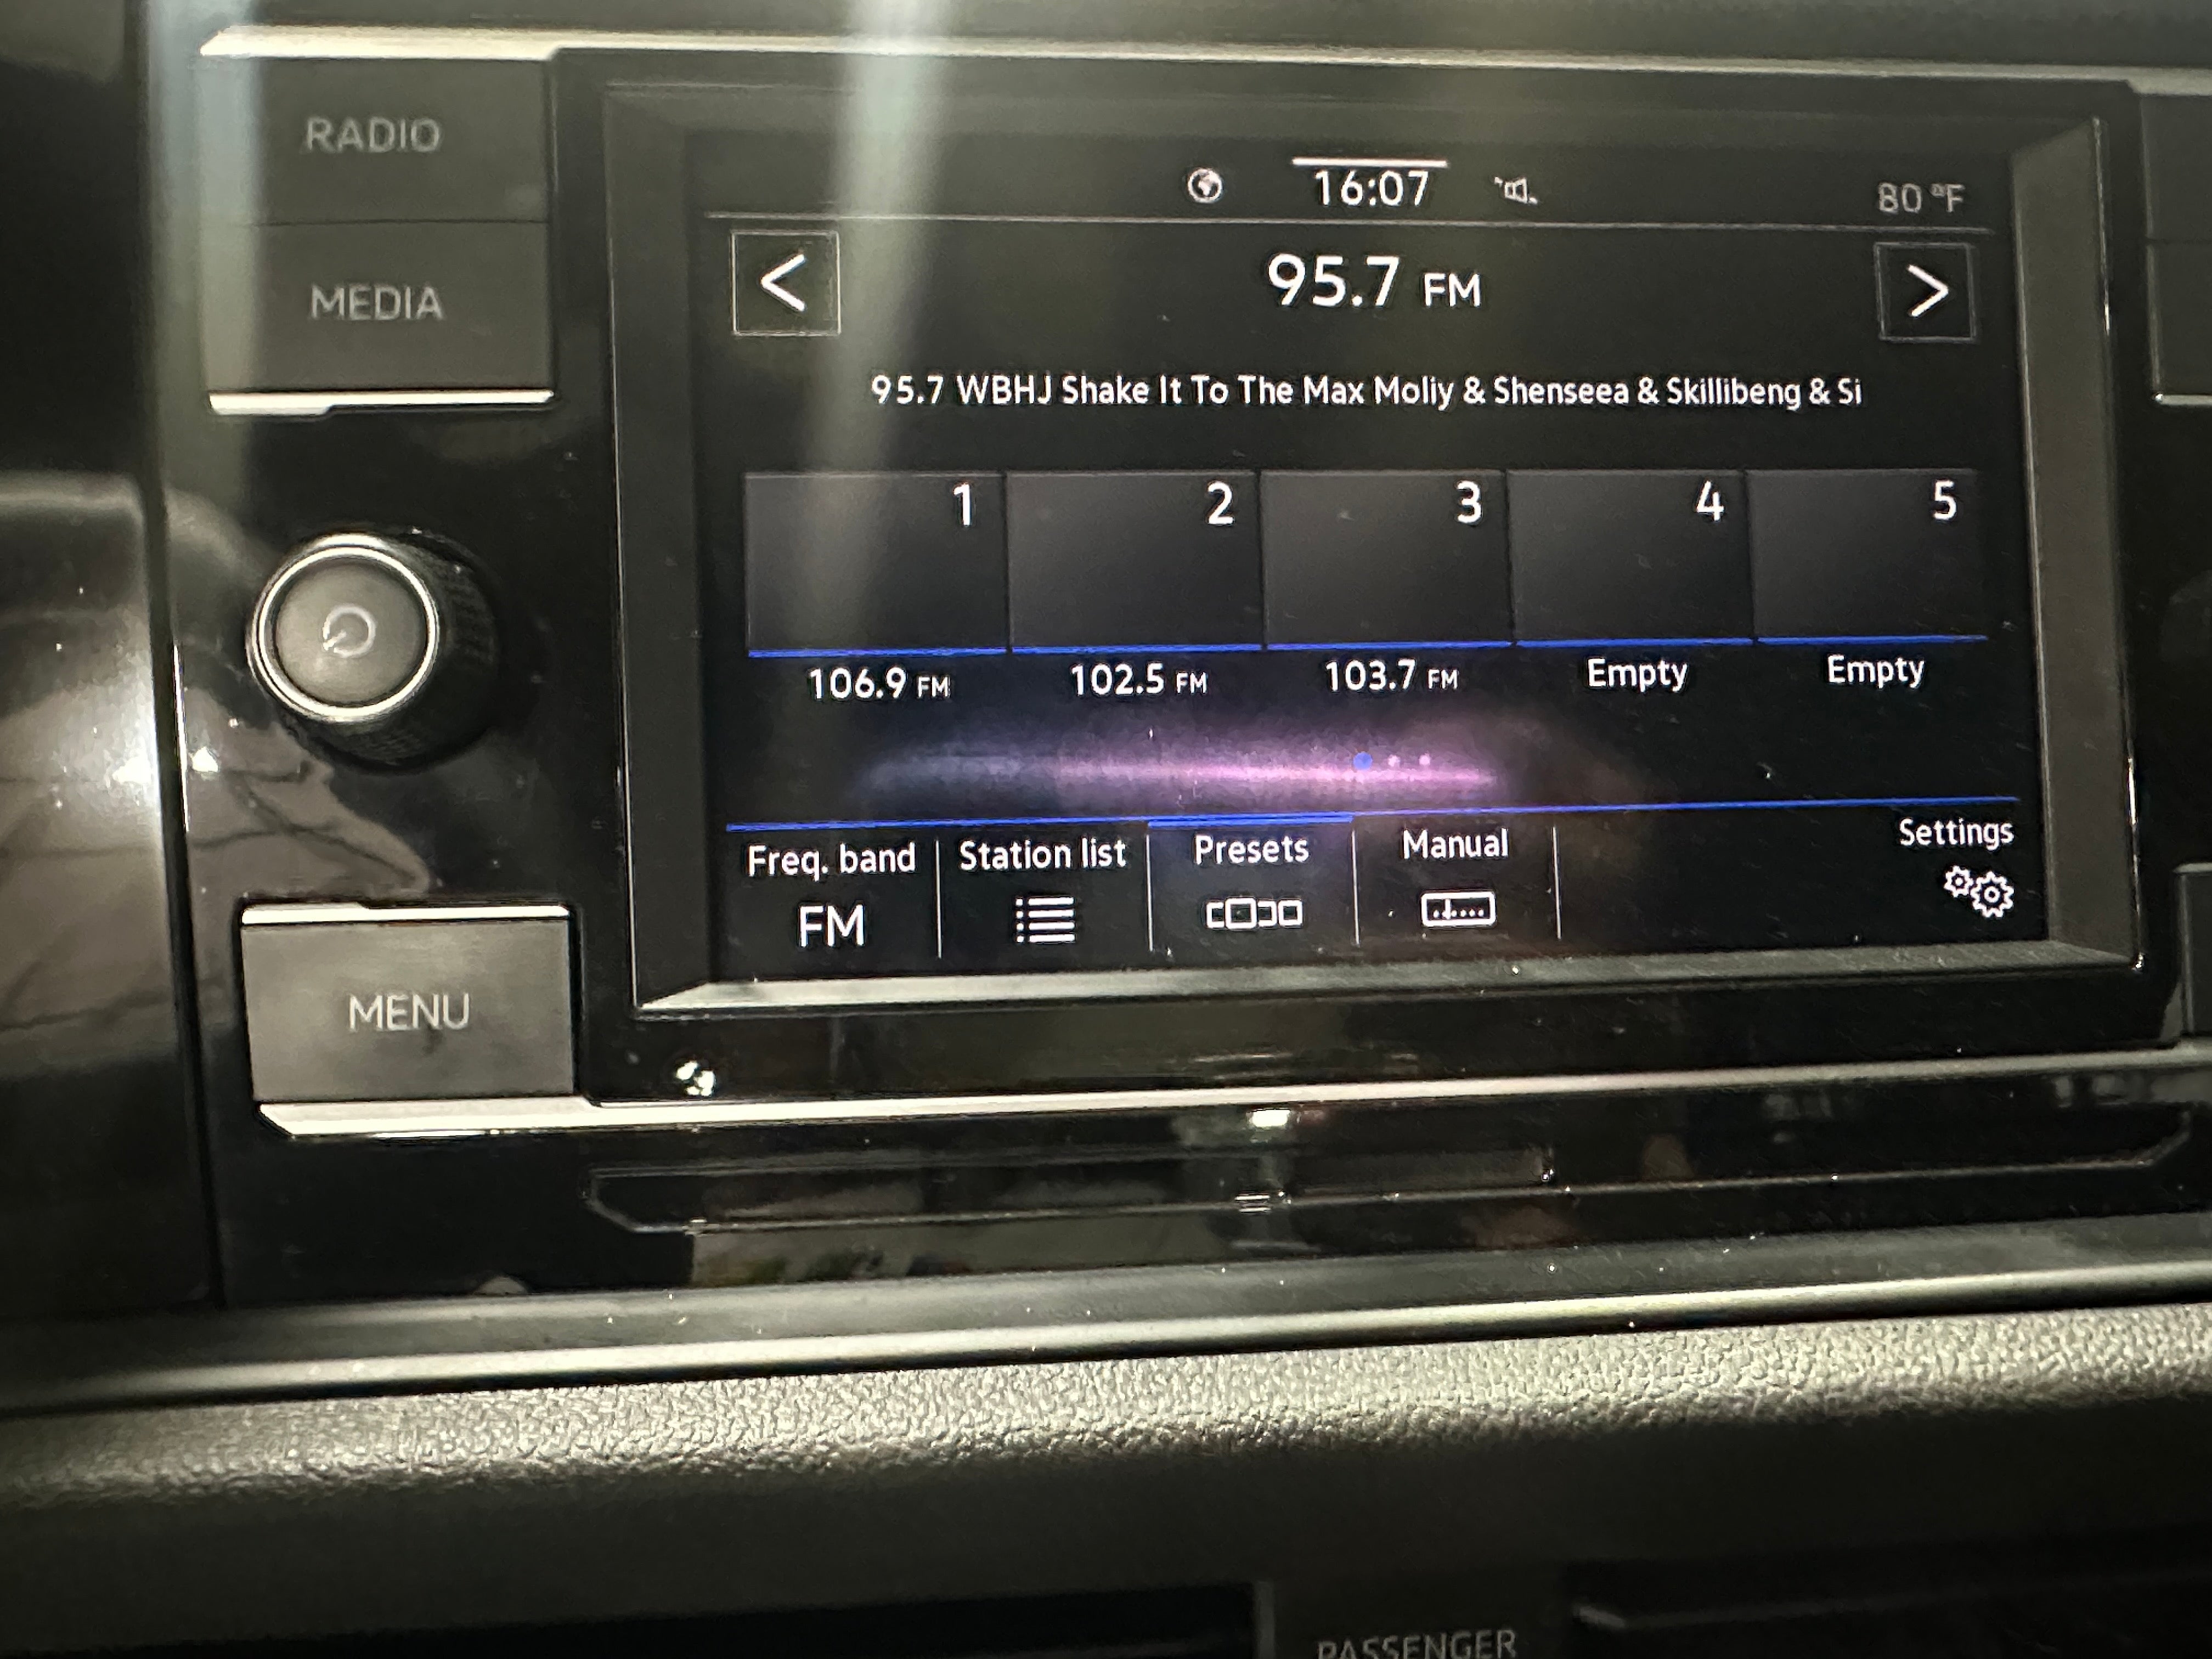 RADIO
MEDIA
MENU
16:07
80 °F
<
95.7 FM
>
95.7 WBHJ Shake It To The Max Moliy & Shenseea & Skillibeng & Si
1
2
3
4
5
106.9 FM
102.5 FM
103.7 FM
Empty
Empty
Freq. band
Station list
Presets
Manual
Settings
FM
PASSENGER